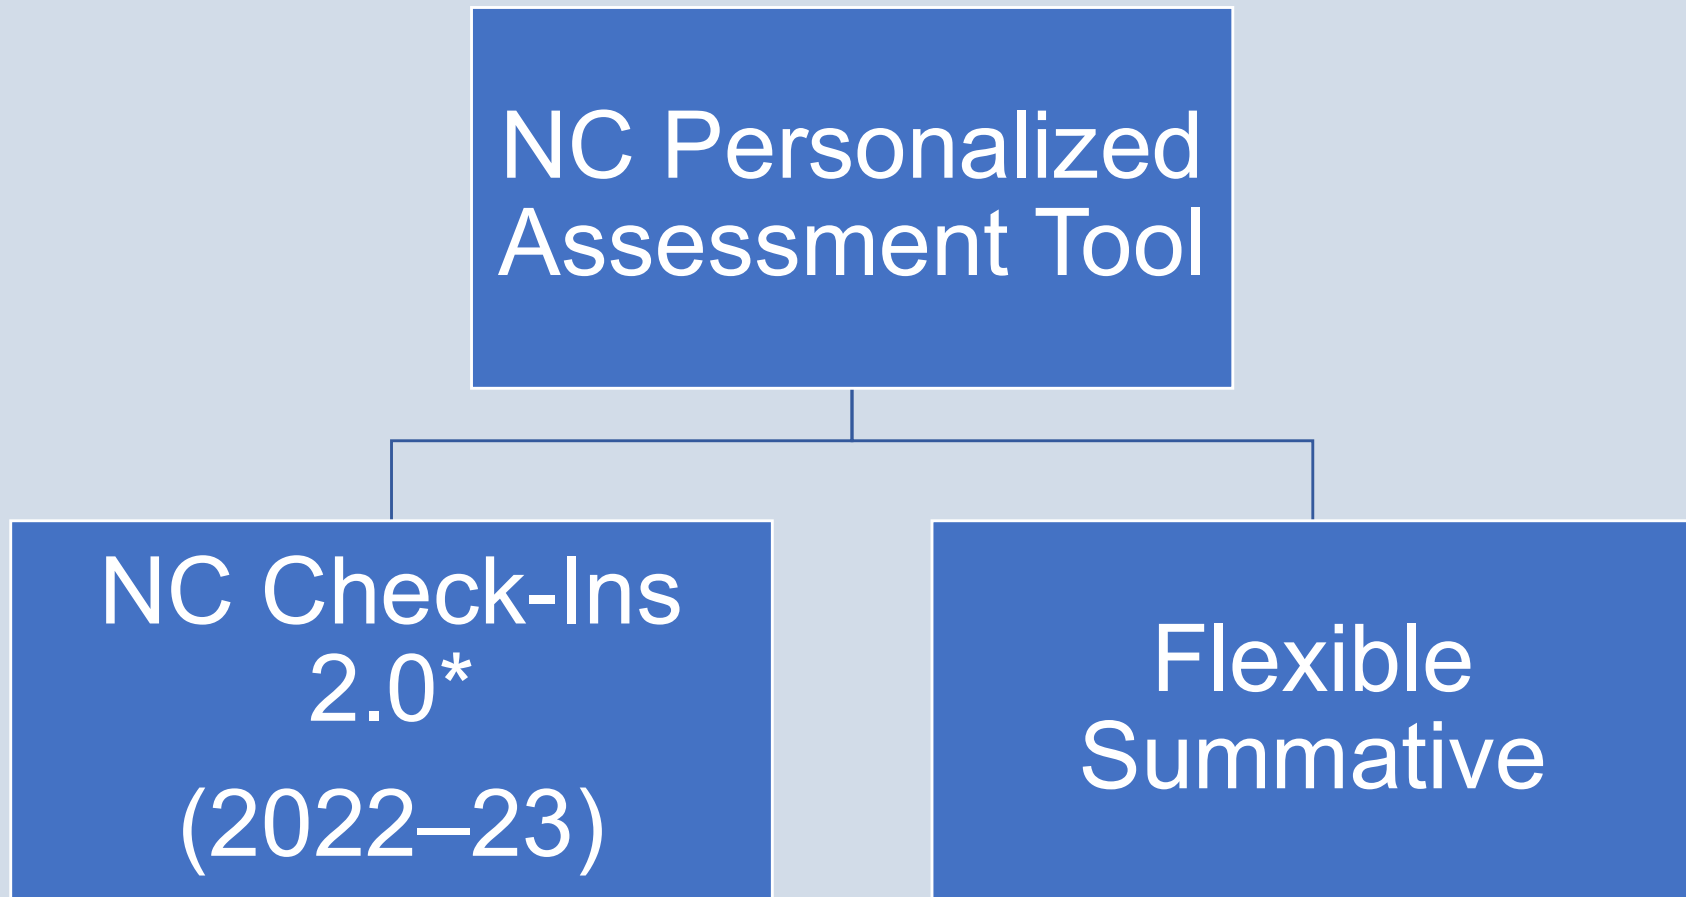 NC Personalized
Assessment Tool
NC Check-Ins
2.0*
(2022–23)
Flexible
Summative